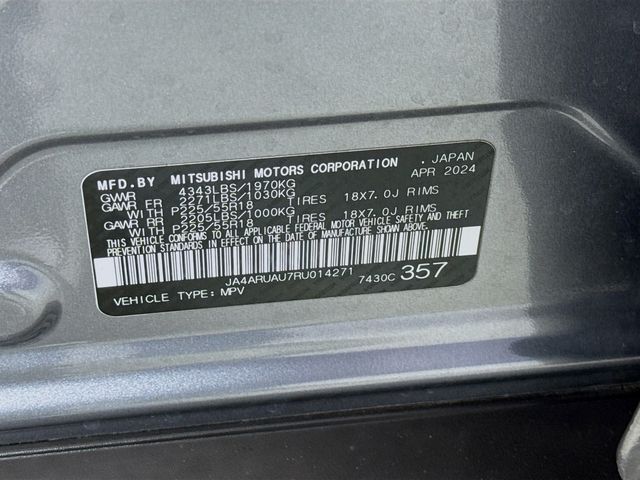 MFD.BY MITSUBISHI MOTORS CORPORATION . JAPAN
GVWR 4343LBS/1970KG APR 2024
GAWR FR 2271LBS/1030KG
WITH P225/55R18 TIRES 18X7.0J RIMS
GAWR RR 2205LBS/1000KG
WITH P225/55R18 TIRES 18X7.0J RIMS
THIS VEHICLE CONFORMS TO ALL APPLICABLE FEDERAL MOTOR VEHICLE SAFETY AND THEFT
PREVENTION STANDARDS IN EFFECT ON THE DATE OF MANUFACTURE SHOWN ABOVE.
JA4ARUAU7RU014271
VEHICLE TYPE: MPV 7430C 357